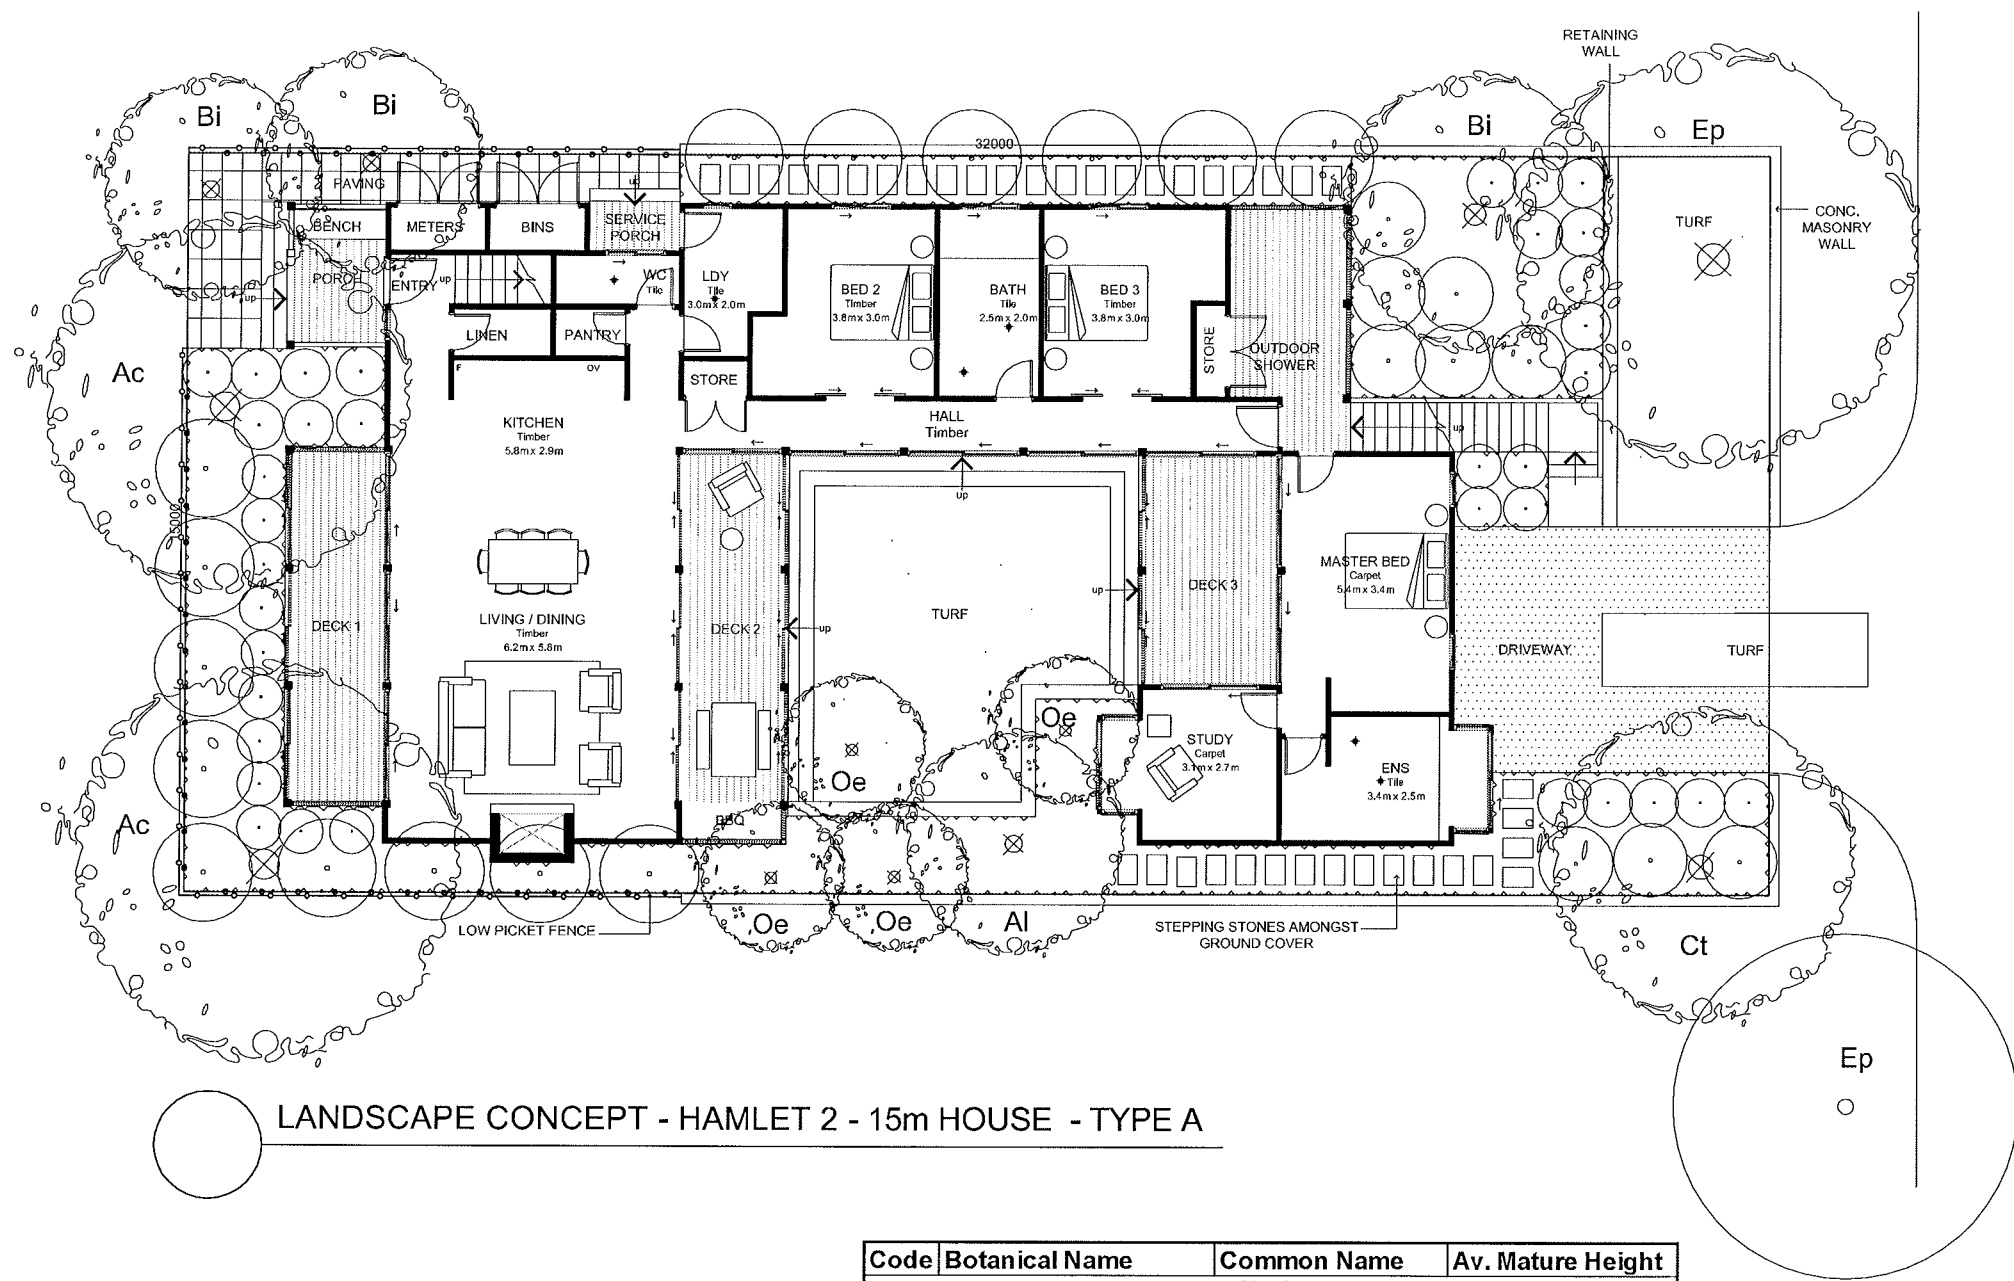 RETAINING
WALL
Bi
Bi
Bi
Ep
32000
PAVING
up
BENCH
METERS
BINS
SERVICE
PORCH
TURF
CONC.
MASONRY
WALL
PORCH
up
ENTRY
up
WC
Tile
LDY
Tile
3.0m x 2.0m
BED 2
Timber
3.8m x 3.0m
BATH
Tile
2.5m x 2.0m
BED 3
Timber
3.8m x 3.0m
LINEN
PANTRY
STORE
OUTDOOR
SHOWER
Ac
F
OV
STORE
KITCHEN
Timber
5.8m x 2.9m
HALL
Timber
up
up
15000
MASTER BED
Carpet
5.4m x 3.4m
up
DECK 3
DECK 1
LIVING / DINING
Timber
6.2m x 5.8m
DECK 2
up
TURF
DRIVEWAY
TURF
Oe
STUDY
Carpet
3.1m x 2.7m
ENS
Tile
3.4m x 2.5m
Oe
Ac
BBQ
LOW PICKET FENCE
Oe
Oe
Al
STEPPING STONES AMONGST
GROUND COVER
Ct
Ep
LANDSCAPE CONCEPT - HAMLET 2 - 15m HOUSE - TYPE A
Code Botanical Name Common Name Av. Mature Height